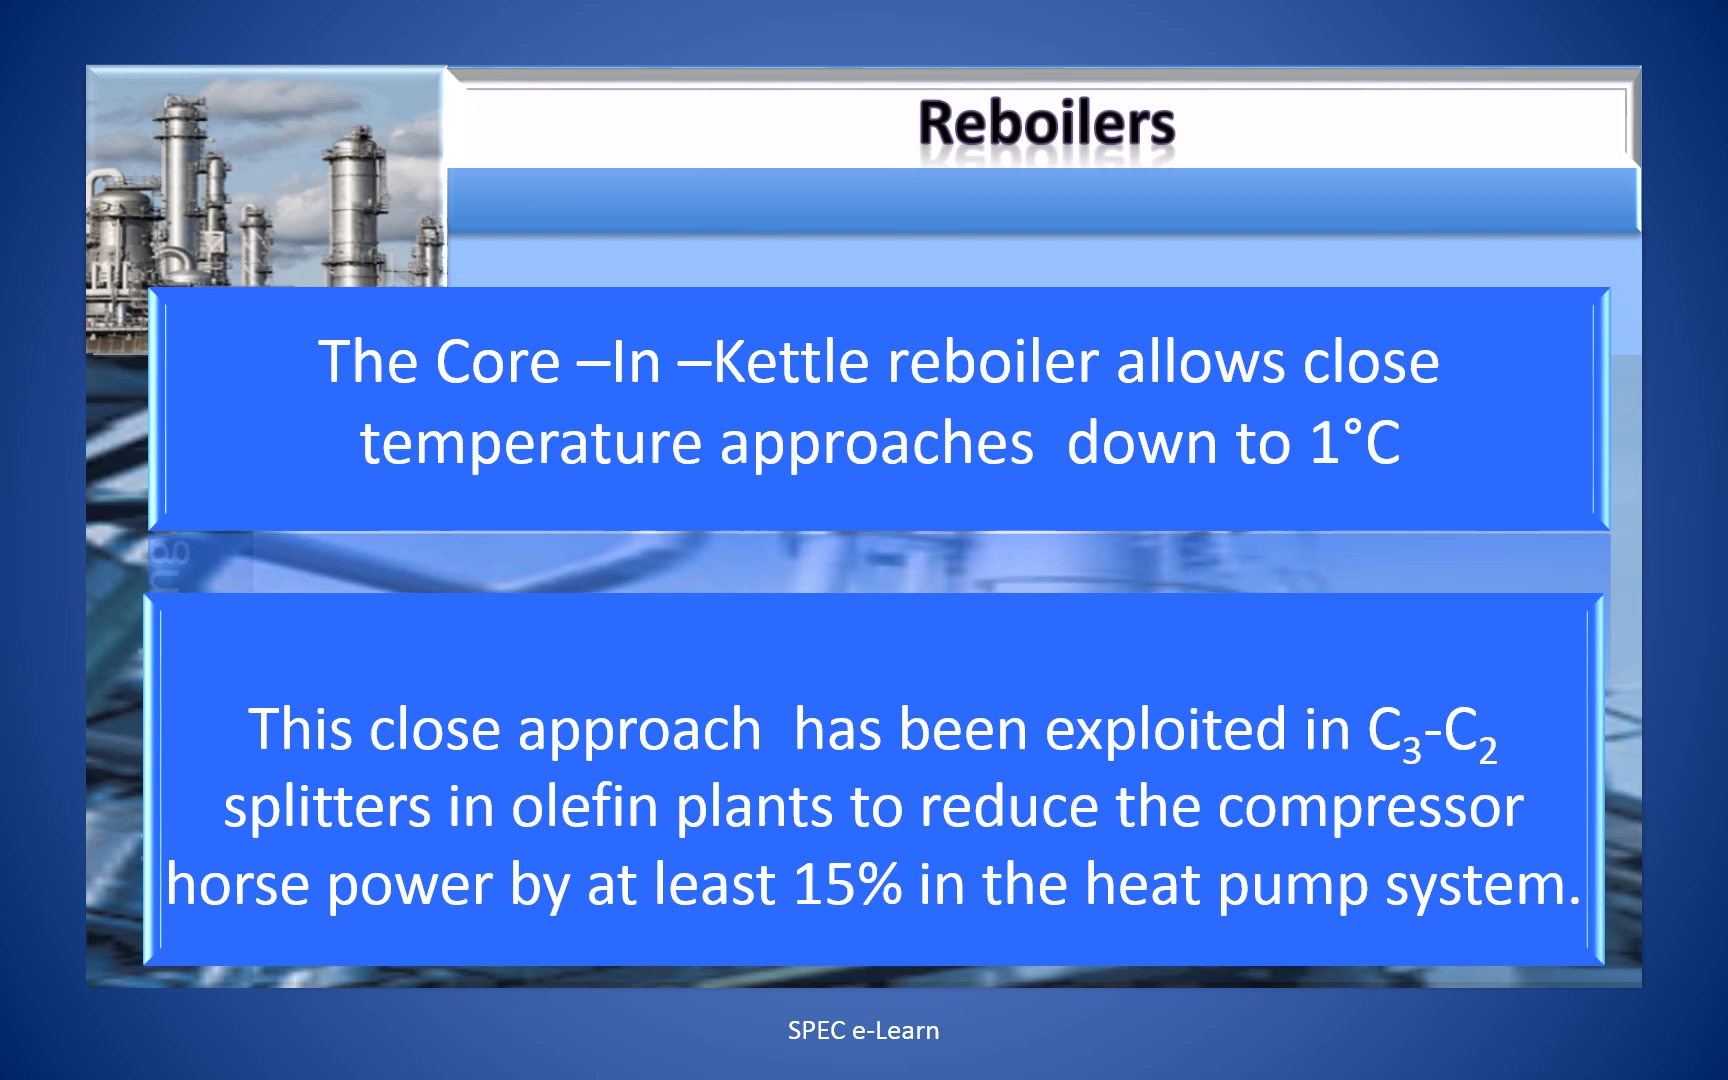 Reboilers
The Core –In –Kettle reboiler allows close
temperature approaches  down to 1°C
This close approach  has been exploited in C₃-C₂
splitters in olefin plants to reduce the compressor
horse power by at least 15% in the heat pump system.
SPEC e-Learn